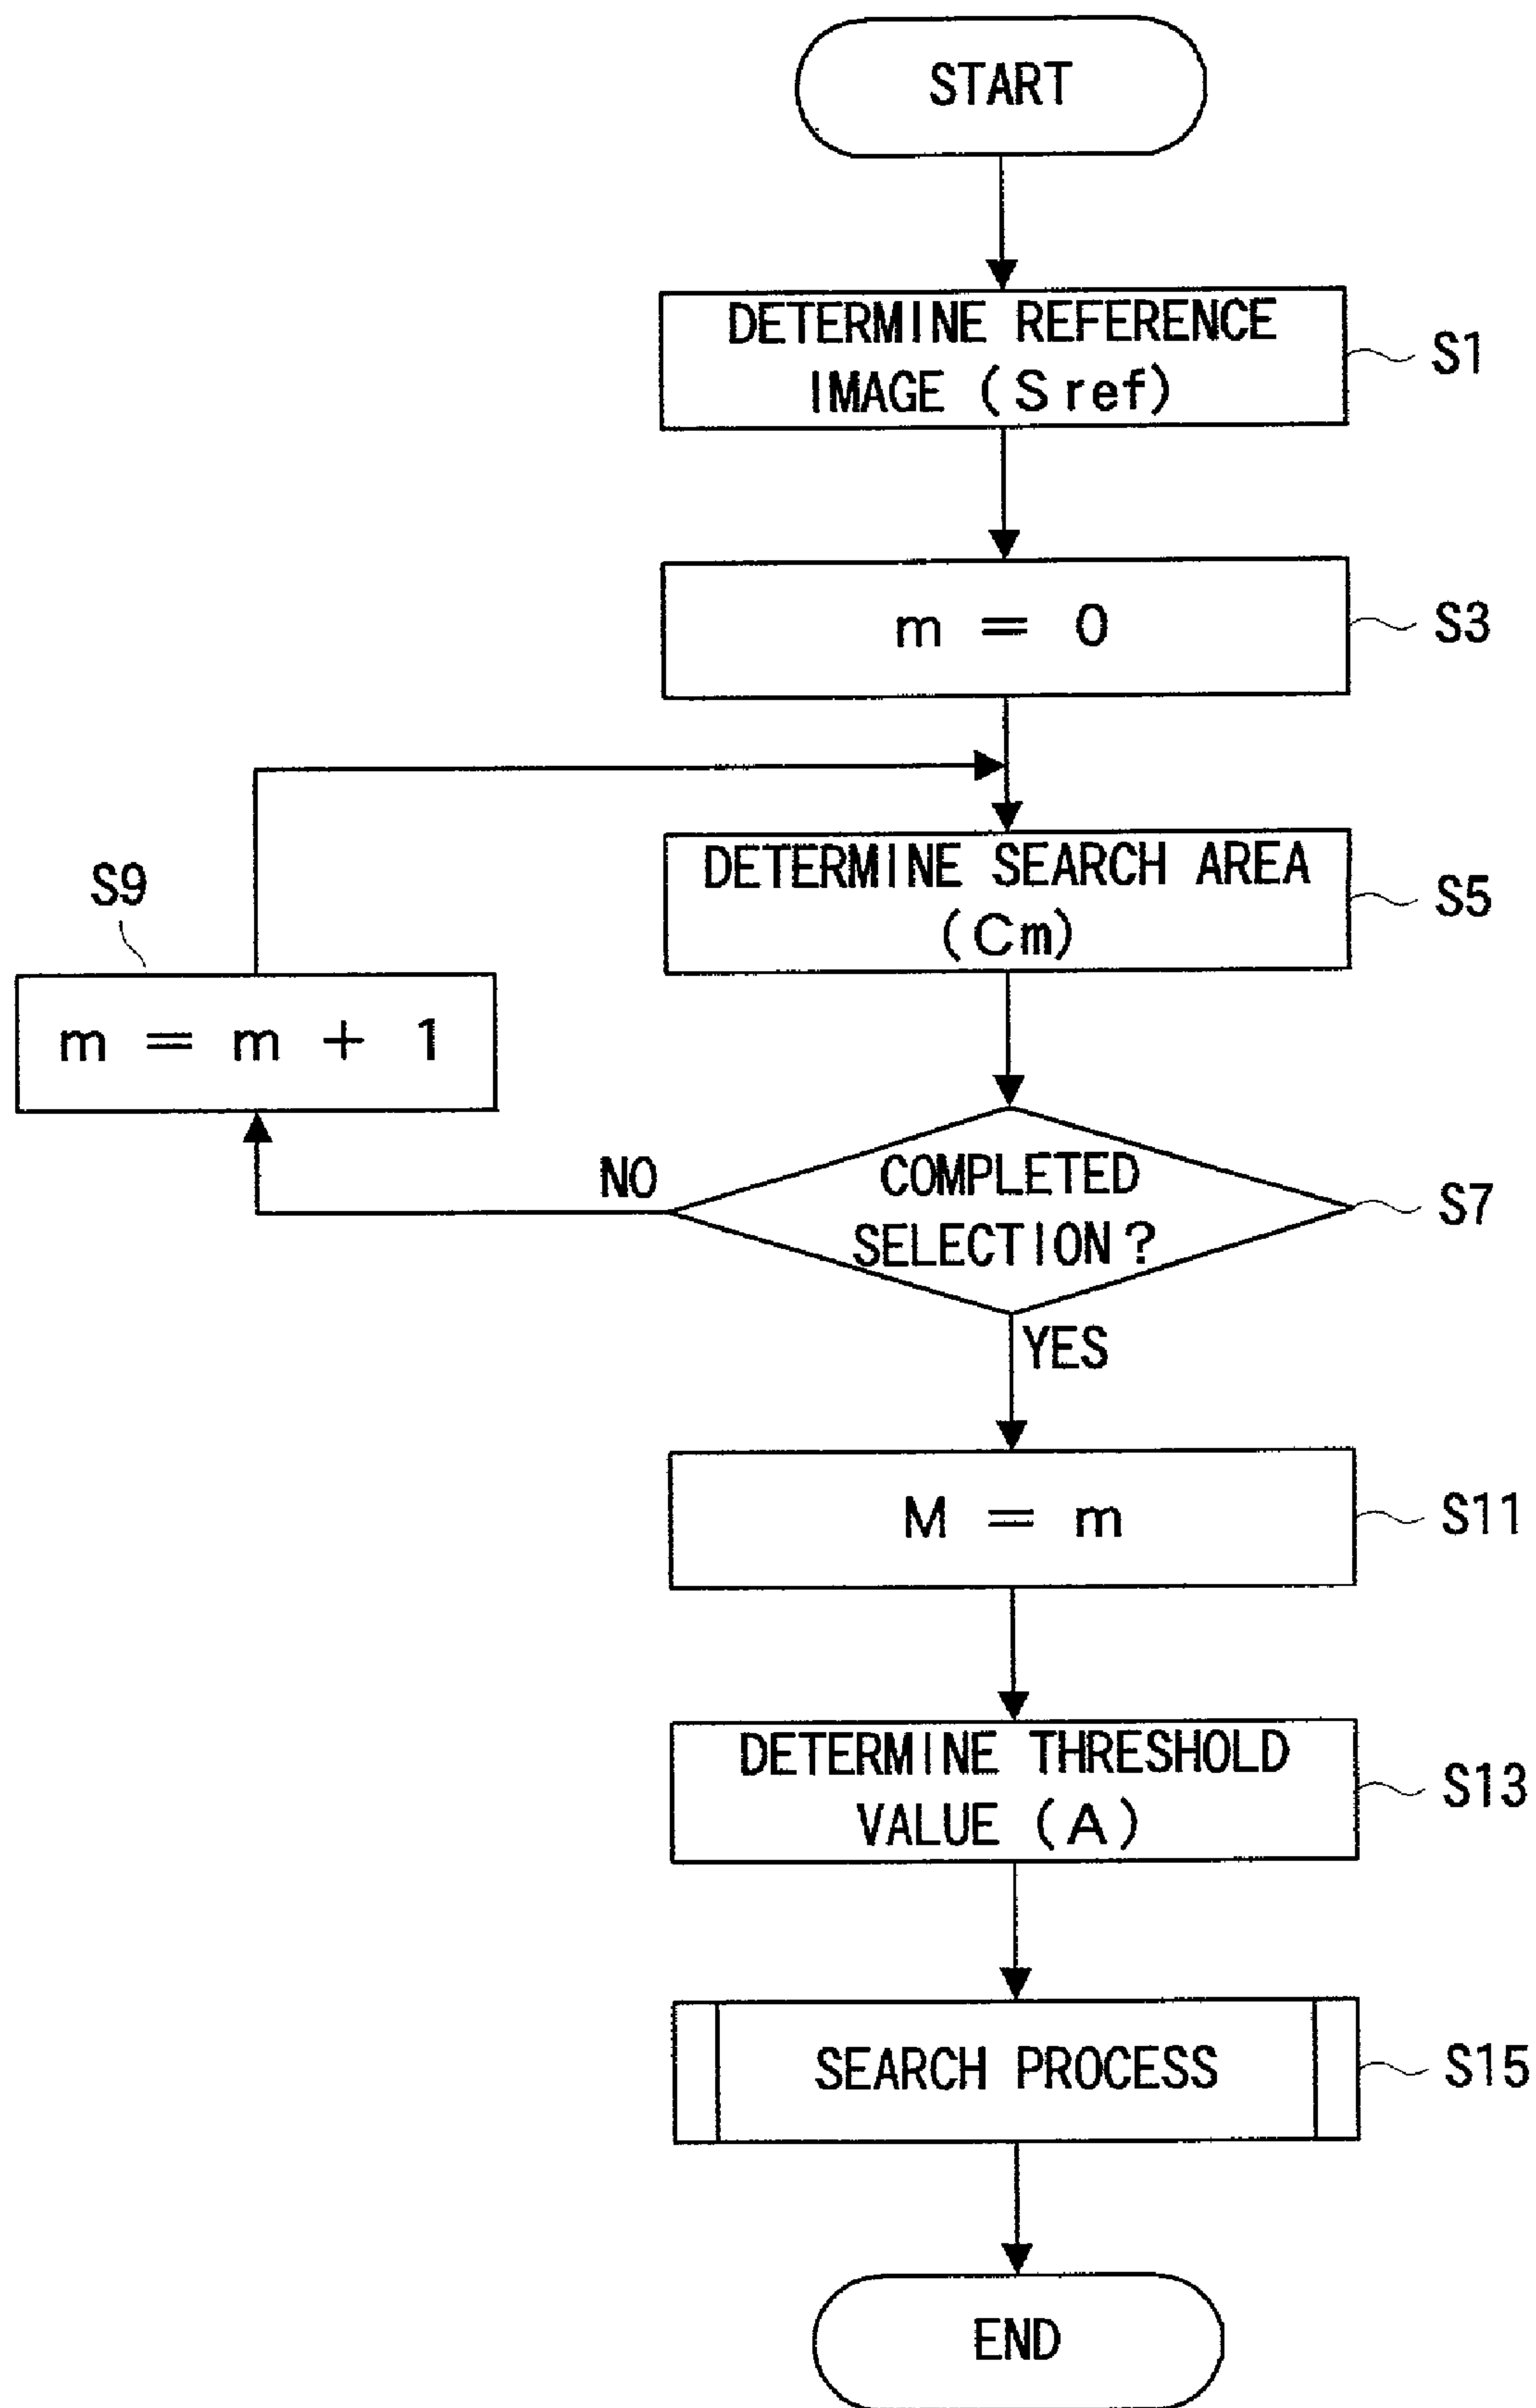 START
DETERMINE REFERENCE
IMAGE (S ref)
S1
m = 0
S3
DETERMINE SEARCH AREA
(Cm)
S5
S9
m = m + 1
COMPLETED
SELECTION?
S7
NO
YES
M = m
S11
DETERMINE THRESHOLD
VALUE (A)
S13
SEARCH PROCESS
S15
END